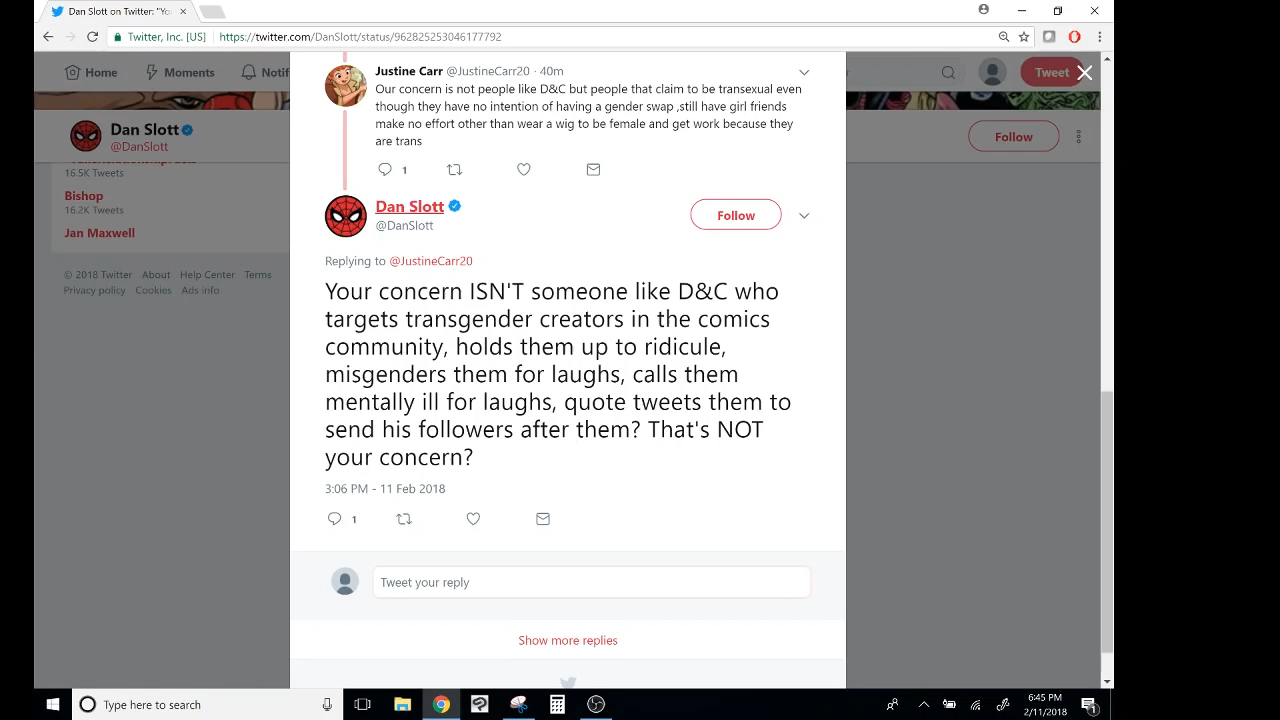 Dan Slott on Twitter: "Yo
Twitter, Inc. [US]
https://twitter.com/DanSlott/status/962825253046177792
Home
Moments
Notif
Tweet
Dan Slott
@DanSlott
Follow
16.5K Tweets
Bishop
16.2K Tweets
Jan Maxwell
© 2018 Twitter About Help Center Terms
Privacy policy Cookies Ads info
Justine Carr @JustineCarr20 · 40m
Our concern is not people like D&C but people that claim to be transexual even
though they have no intention of having a gender swap ,still have girl friends
make no effort other than wear a wig to be female and get work because they
are trans
1
Dan Slott
@DanSlott
Follow
Replying to @JustineCarr20
Your concern ISN'T someone like D&C who
targets transgender creators in the comics
community, holds them up to ridicule,
misgenders them for laughs, calls them
mentally ill for laughs, quote tweets them to
send his followers after them? That's NOT
your concern?
3:06 PM - 11 Feb 2018
1
Tweet your reply
Show more replies
Type here to search
6:45 PM
2/11/2018
1